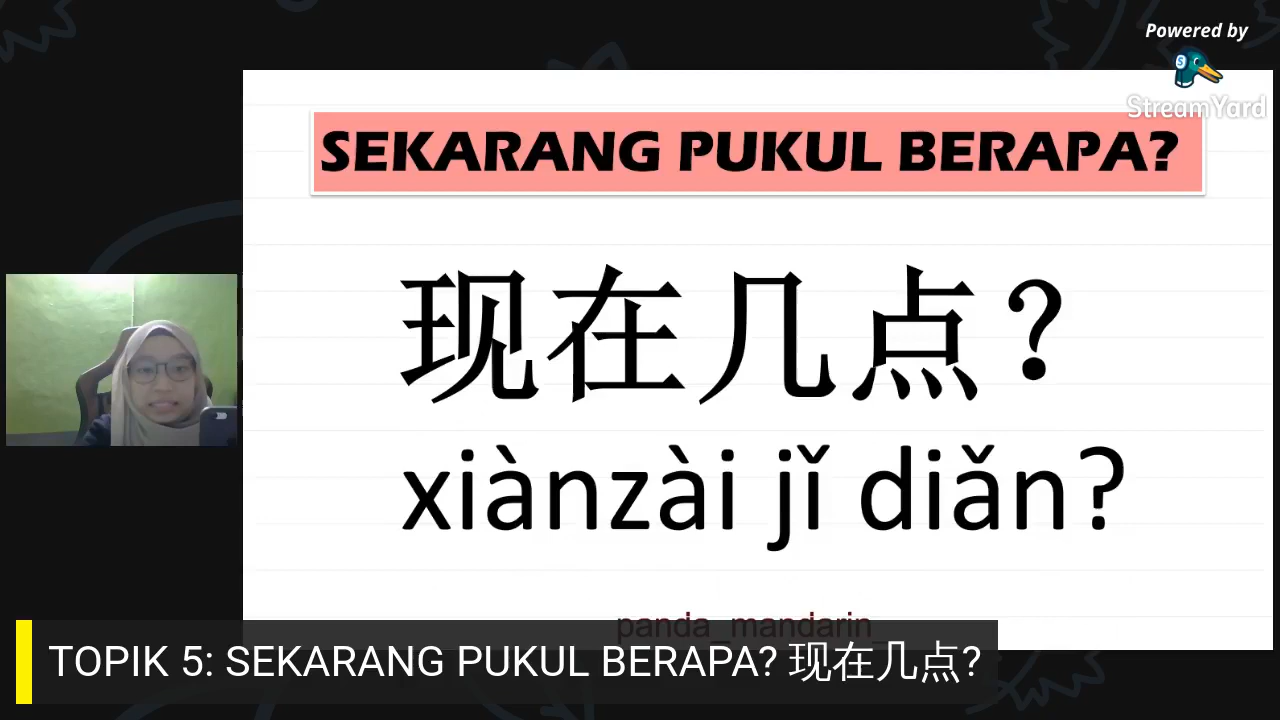 Powered by
StreamYard
SEKARANG PUKUL BERAPA?
现在几点？
xiànzài jǐ diǎn?
panda_mandarin_
TOPIK 5: SEKARANG PUKUL BERAPA? 现在几点?